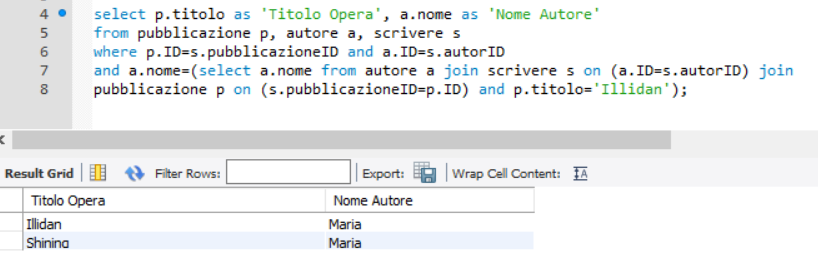 4 select p.titolo as 'Titolo Opera', a.nome as 'Nome Autore'
5 from pubblicazione p, autore a, scrivere s
6 where p.ID=s.pubblicazioneID and a.ID=s.autorID
7 and a.nome=(select a.nome from autore a join scrivere s on (a.ID=s.autorID) join
8 pubblicazione p on (s.pubblicazioneID=p.ID) and p.titolo='Illidan');
Result Grid Filter Rows: Export: Wrap Cell Content: IA
Titolo Opera Nome Autore
Illidan Maria
Shining Maria